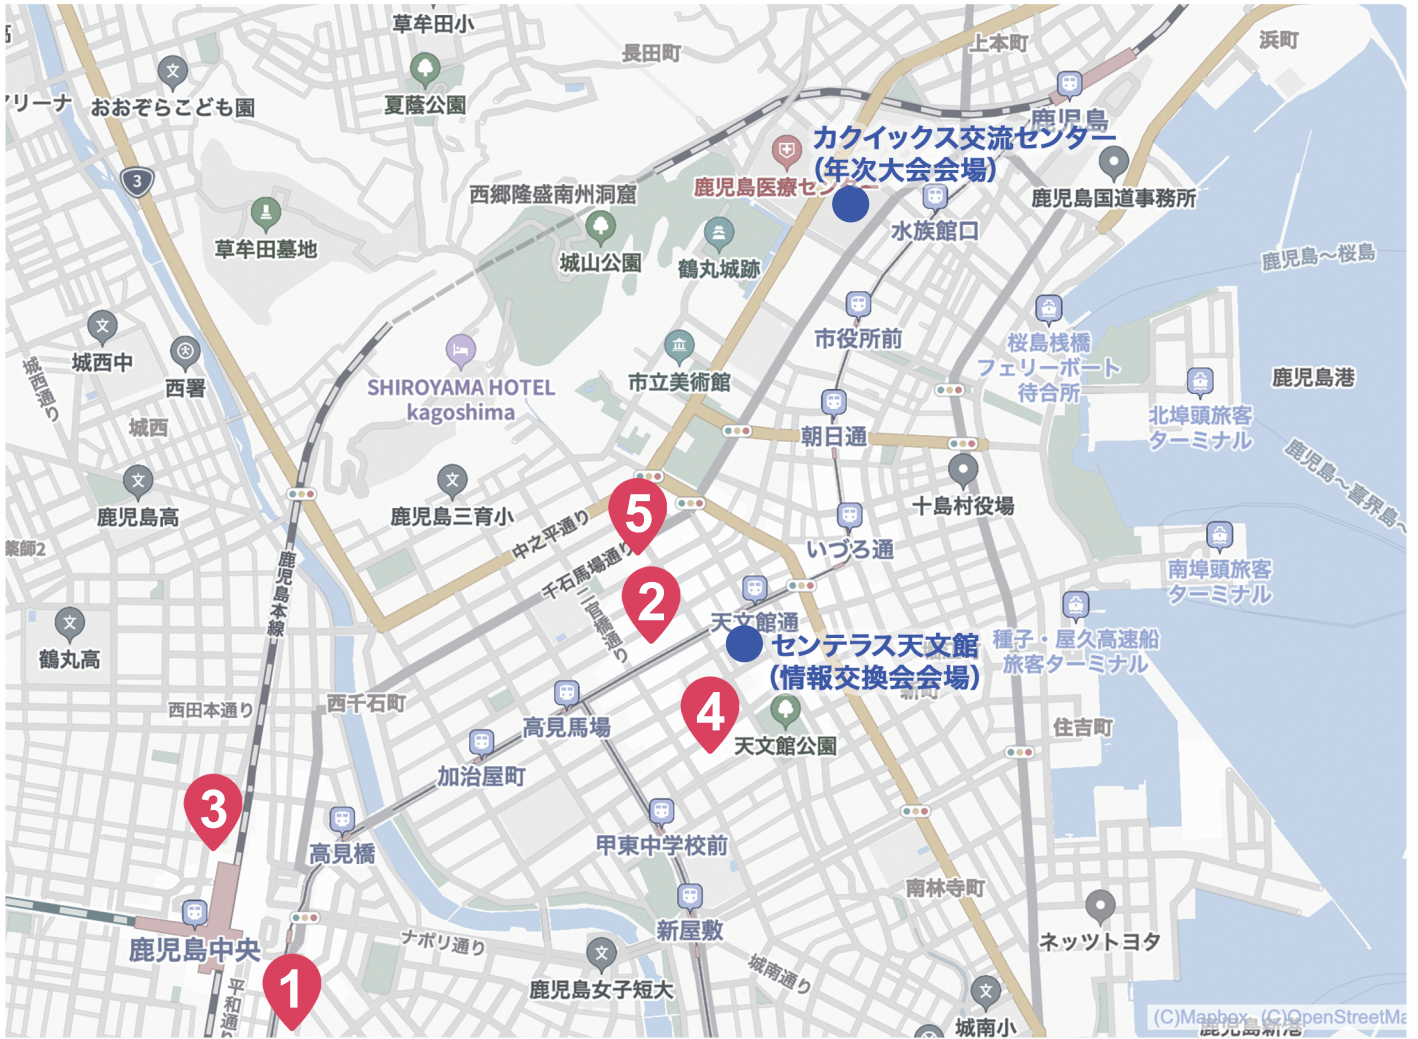 草牟田小
長田町
上本町
浜町
アリーナ
おおぞらこども園
夏蔭公園
鹿児島
カクイックス交流センター
(年次大会会場)
3
西郷隆盛南州洞窟
鹿児島医療センター
鹿児島国道事務所
草牟田墓地
城山公園
鶴丸城跡
水族館口
鹿児島〜桜島
市役所前
桜島桟橋
フェリーボート
待合所
城西中
西署
城西通り
SHIROYAMA HOTEL
kagoshima
市立美術館
鹿児島港
北埠頭旅客
ターミナル
城西
朝日通
鹿児島〜喜界島〜
鹿児島高
鹿児島三育小
5
十島村役場
中之平通り
いづろ通
薬師2
鹿児島本線
千石馬場通り
南埠頭旅客
ターミナル
2
二官橋通り
天文館通
鶴丸高
センテラス天文館
(情報交換会会場)
種子・屋久高速船
旅客ターミナル
新町
西田本通り
西千石町
高見馬場
4
天文館公園
住吉町
加治屋町
3
高見橋
甲東中学校前
南林寺町
鹿児島中央
ナポリ通り
新屋敷
ネッツトヨタ
1
平和通り
鹿児島女子短大
城南通り
城南小
(C)Mapbox (C)OpenStreetMa
鹿児島新港